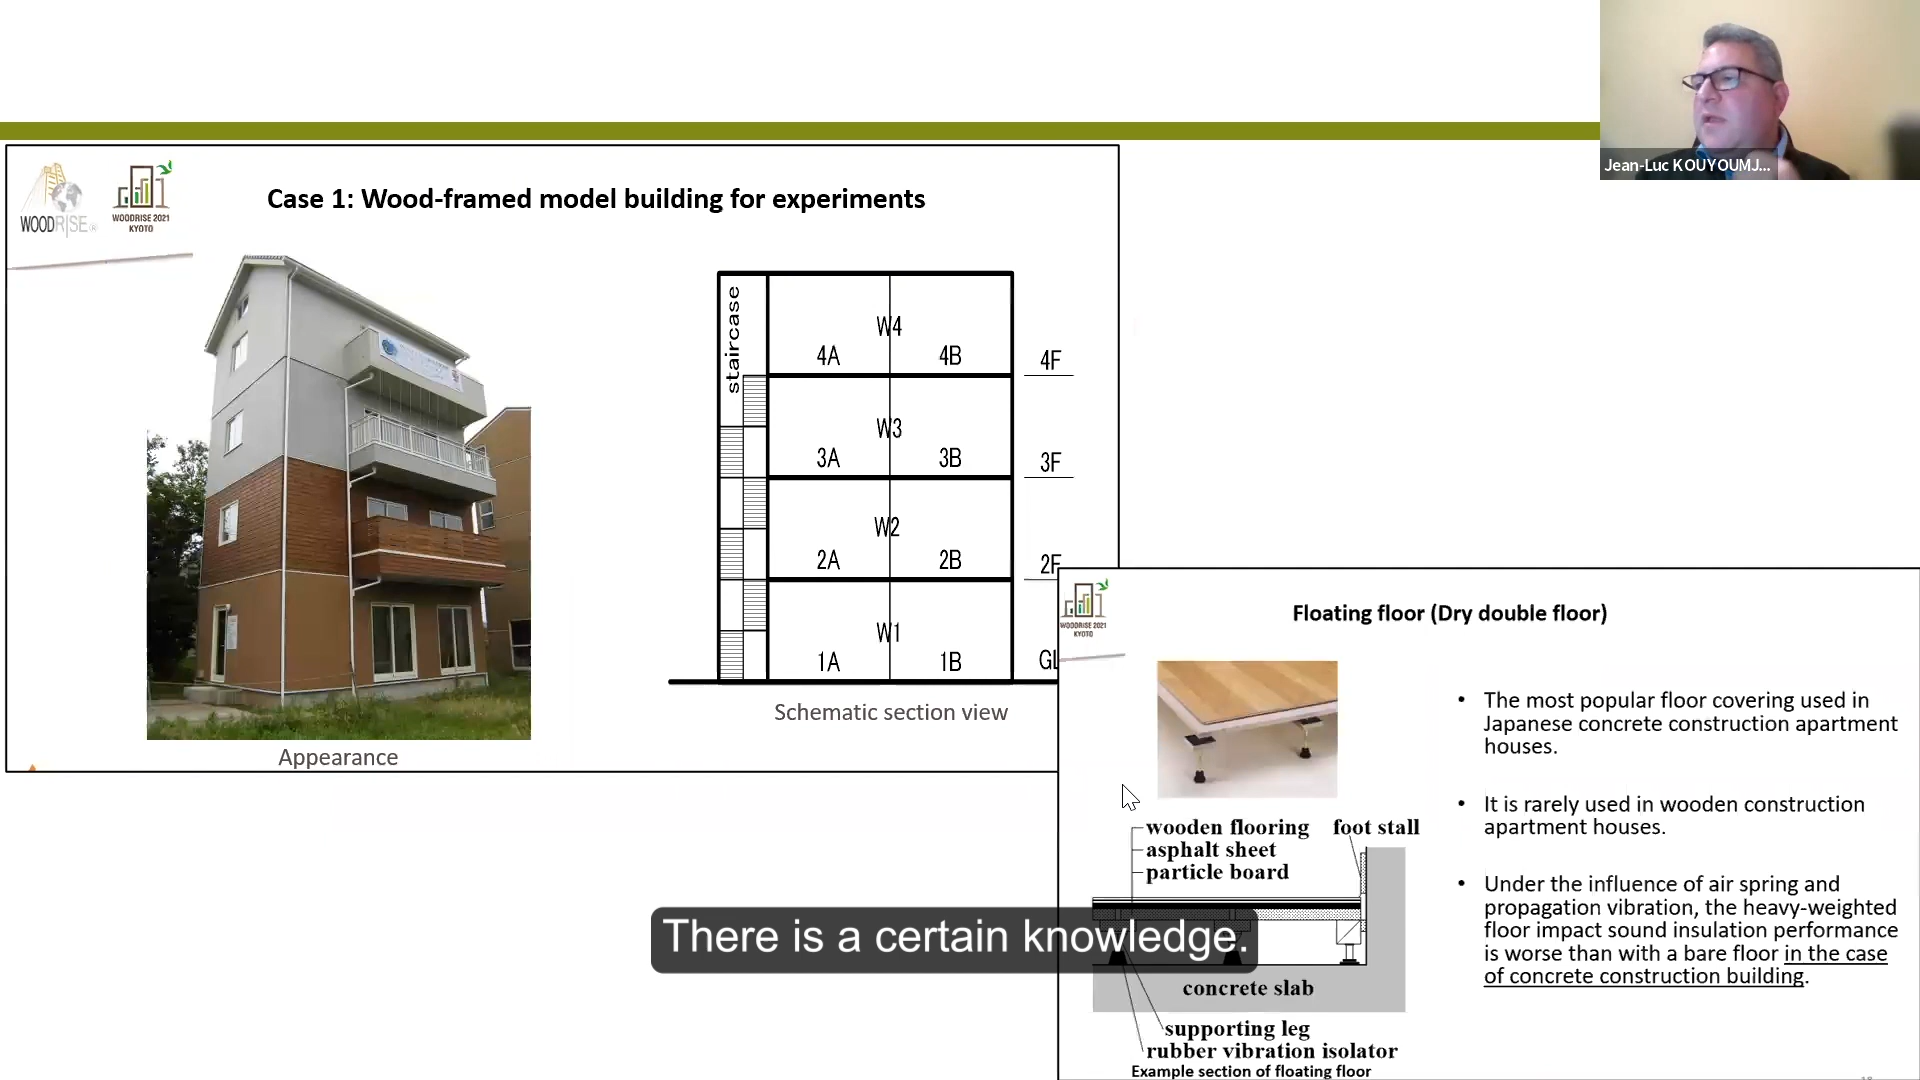 Jean-Luc KOUYOUMJ...
WOODRISE®
WOODRISE 2021
KYOTO
Case 1: Wood-framed model building for experiments
staircase
W4
4A
4B
4F
W3
3A
3B
3F
W2
2A
2B
2F
W1
1A
1B
GL
Schematic section view
Appearance
WOODRISE 2021
KYOTO
Floating floor (Dry double floor)
• The most popular floor covering used in
Japanese concrete construction apartment
houses.
• It is rarely used in wooden construction
apartment houses.
• Under the influence of air spring and
propagation vibration, the heavy-weighted
floor impact sound insulation performance
is worse than with a bare floor in the case
of concrete construction building.
wooden flooring
foot stall
asphalt sheet
particle board
There is a certain knowledge.
concrete slab
supporting leg
rubber vibration isolator
Example section of floating floor